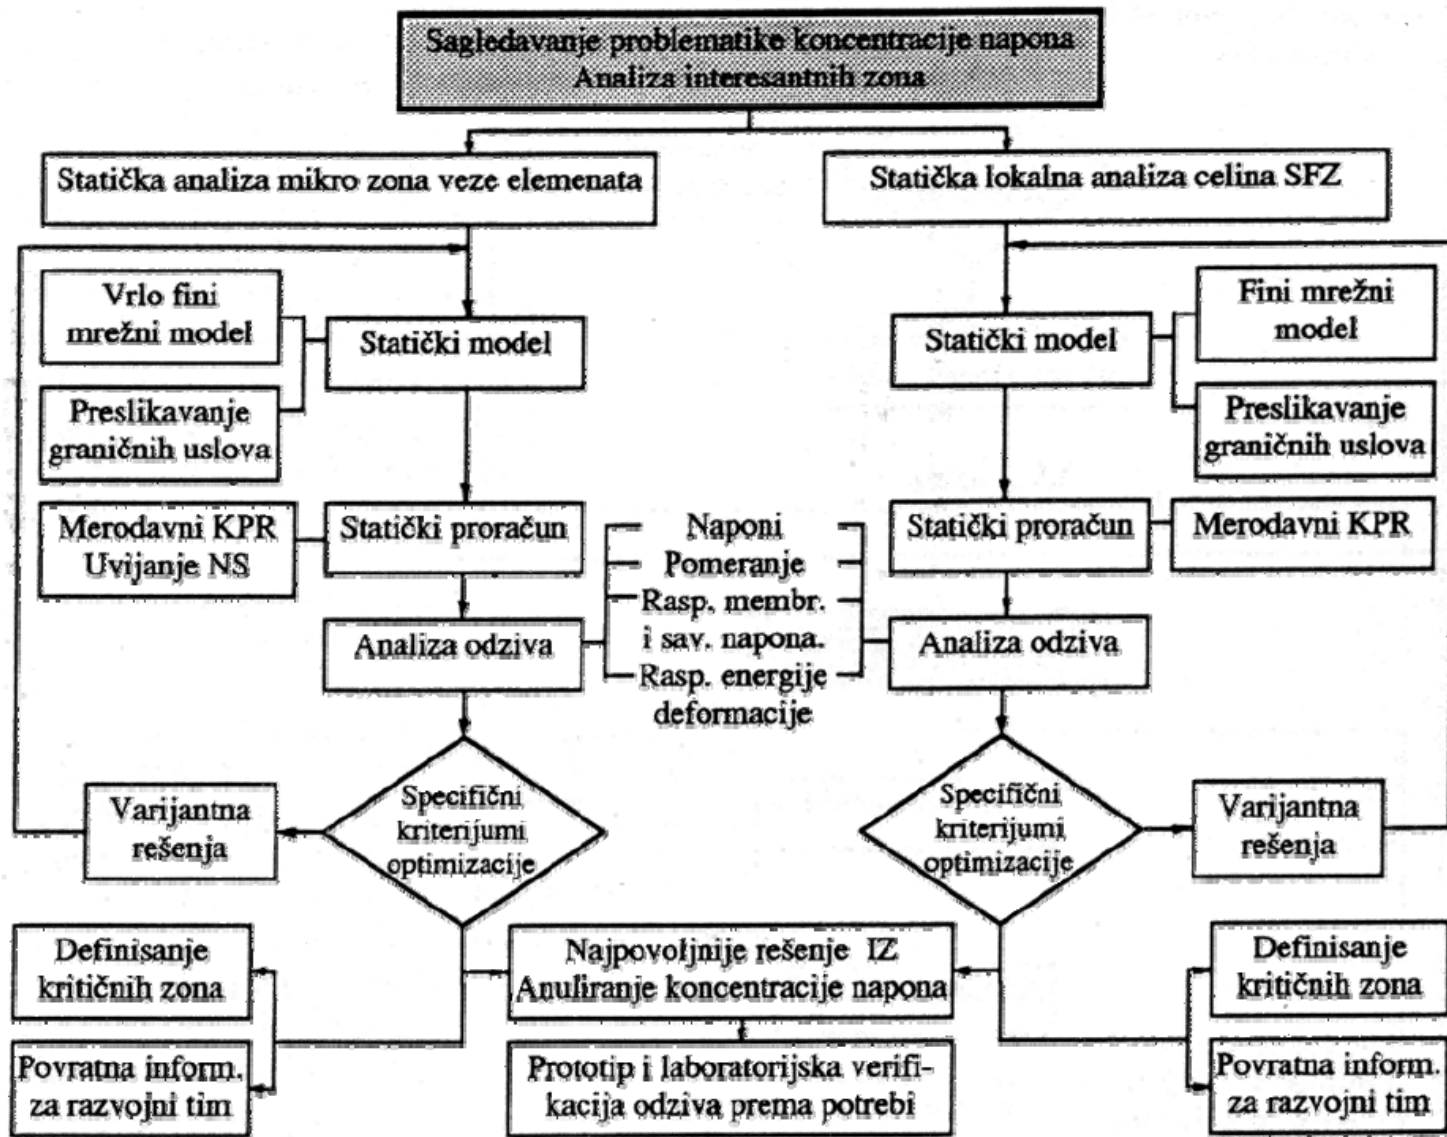 Sagledavanje problematike koncentracije napona
Analiza interesantnih zona
Statička analiza mikro zona veze elemenata
Statička lokalna analiza celina SFZ
Vrlo fini
mrežni model
Statički model
Preslikavanje
graničnih uslova
Statički model
Fini mrežni
model
Preslikavanje
graničnih uslova
Merodavni KPR
Uvijanje NS
Statički proračun
Naponi
Pomeranje
Rasp. membr.
i sav. napona.
Rasp. energije
deformacije
Statički proračun
Merodavni KPR
Analiza odziva
Analiza odziva
Varijantna
rešenja
Specifični
kriterijumi
optimizacije
Specifični
kriterijumi
optimizacije
Varijantna
rešenja
Definisanje
kritičnih zona
Najpovoljnije rešenje IZ
Anuliranje koncentracije napona
Definisanje
kritičnih zona
Povratna inform.
za razvojni tim
Prototip i laboratorijska verifi-
kacija odziva prema potrebi
Povratna inform.
za razvojni tim